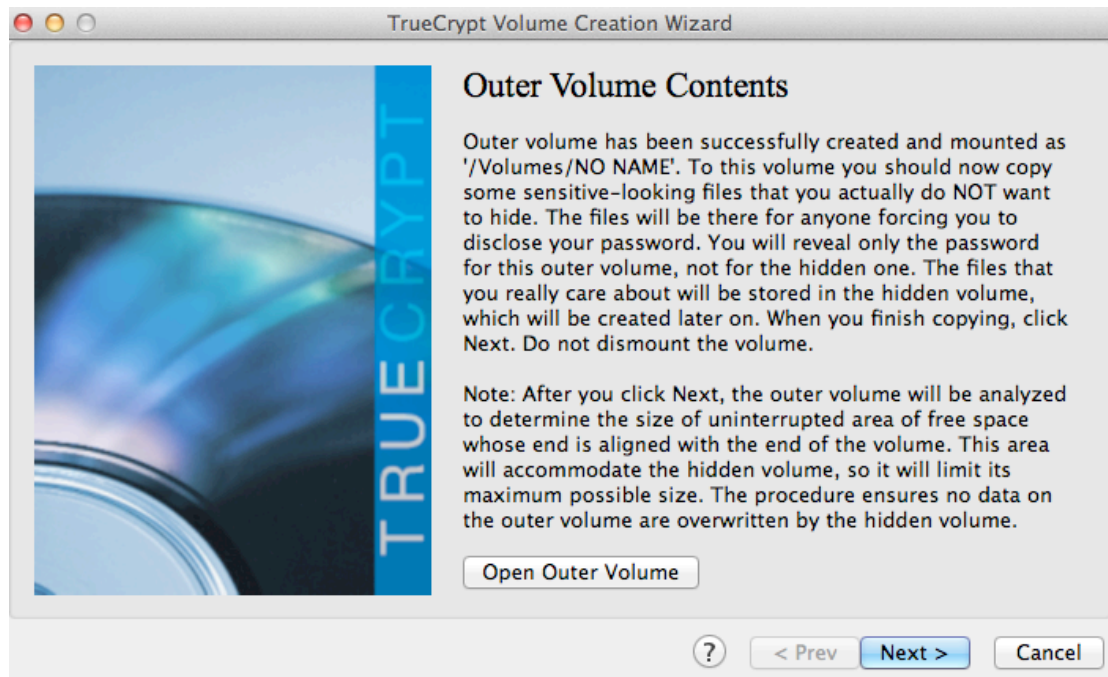 TrueCrypt Volume Creation Wizard
TRUECRYPT
Outer Volume Contents
Outer volume has been successfully created and mounted as
'/Volumes/NO NAME'. To this volume you should now copy
some sensitive-looking files that you actually do NOT want
to hide. The files will be there for anyone forcing you to
disclose your password. You will reveal only the password
for this outer volume, not for the hidden one. The files that
you really care about will be stored in the hidden volume,
which will be created later on. When you finish copying, click
Next. Do not dismount the volume.
Note: After you click Next, the outer volume will be analyzed
to determine the size of uninterrupted area of free space
whose end is aligned with the end of the volume. This area
will accommodate the hidden volume, so it will limit its
maximum possible size. The procedure ensures no data on
the outer volume are overwritten by the hidden volume.
Open Outer Volume
? < Prev Next > Cancel